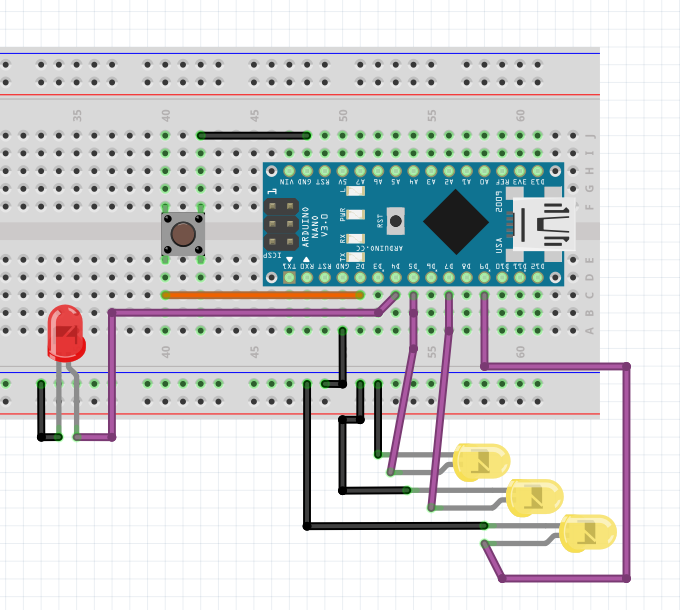 35 40 45 50 55 60
J
I
H
G
F
VIN GND RST 5V A7 A6 A5 A4 A3 A2 A1 A0 REF 3V3 D13
L
PWR
RX
TX
RST
ARDUINO
NANO
V3.0
ARDUINO.CC
2009
USA
ICSP
TX1 RX0 RST GND D2 D3 D4 D5 D6 D7 D8 D9 D10 D11 D12
E
D
C
B
A
40 45 55 60